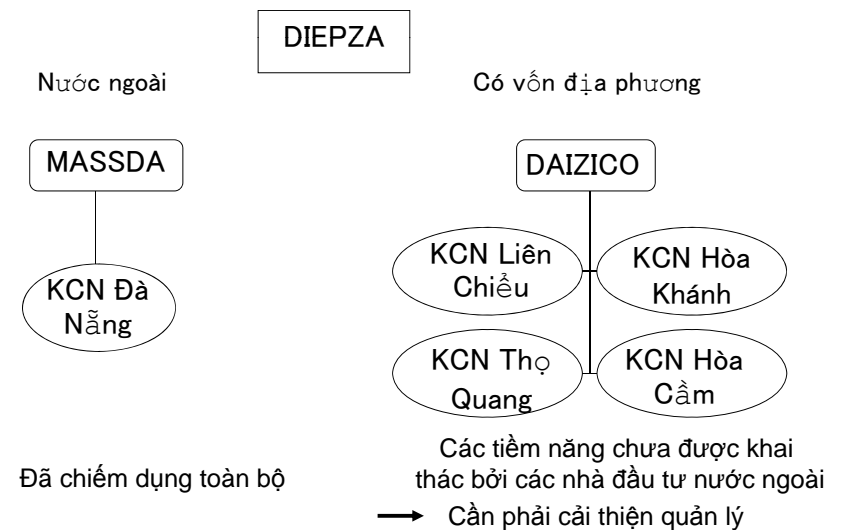 DIEPZA
Nước ngoài
Có vốn địa phương
MASSDA
DAIZICO
KCN Đà
Nẵng
KCN Liên
Chiểu
KCN Hòa
Khánh
KCN Thọ
Quang
KCN Hòa
Cầm
Đã chiếm dụng toàn bộ
Các tiềm năng chưa được khai
thác bởi các nhà đầu tư nước ngoài
Cần phải cải thiện quản lý